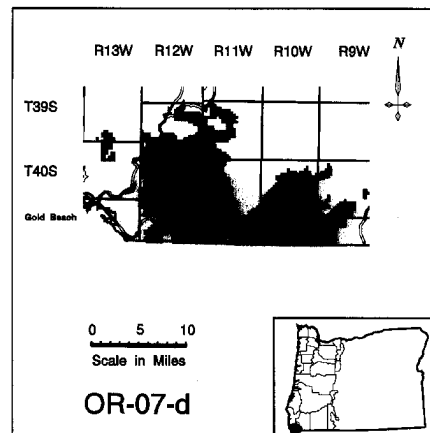 R13W R12W R11W R10W R9W
N
T39S
T40S
Gold Beach
0 5 10
Scale in Miles
OR-07-d